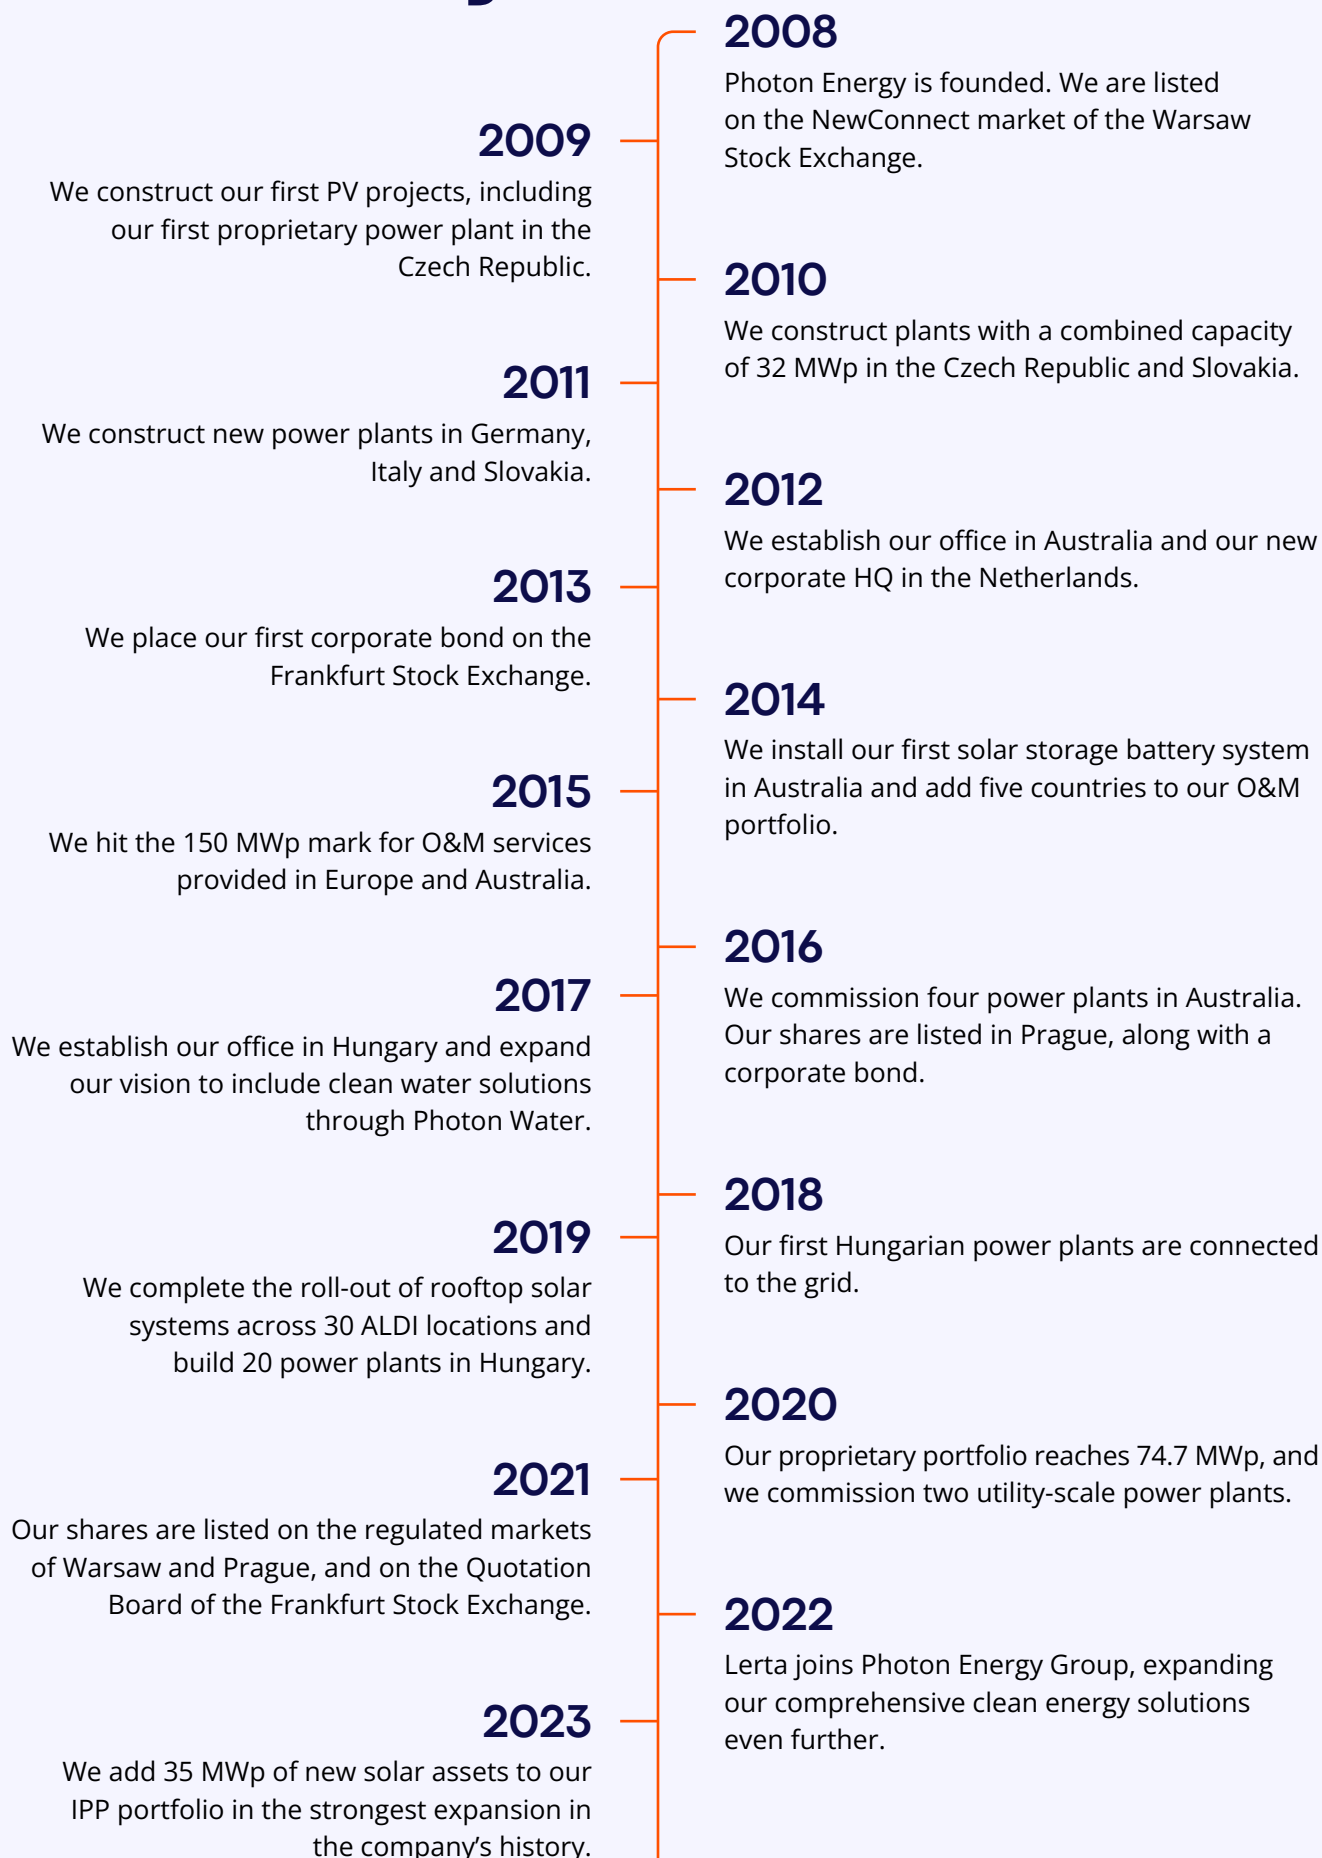 2008
Photon Energy is founded. We are listed
on the NewConnect market of the Warsaw
Stock Exchange.
2009
We construct our first PV projects, including
our first proprietary power plant in the
Czech Republic.
2010
We construct plants with a combined capacity
of 32 MWp in the Czech Republic and Slovakia.
2011
We construct new power plants in Germany,
Italy and Slovakia.
2012
We establish our office in Australia and our new
corporate HQ in the Netherlands.
2013
We place our first corporate bond on the
Frankfurt Stock Exchange.
2014
We install our first solar storage battery system
in Australia and add five countries to our O&M
portfolio.
2015
We hit the 150 MWp mark for O&M services
provided in Europe and Australia.
2016
We commission four power plants in Australia.
Our shares are listed in Prague, along with a
corporate bond.
2017
We establish our office in Hungary and expand
our vision to include clean water solutions
through Photon Water.
2018
Our first Hungarian power plants are connected
to the grid.
2019
We complete the roll-out of rooftop solar
systems across 30 ALDI locations and
build 20 power plants in Hungary.
2020
Our proprietary portfolio reaches 74.7 MWp, and
we commission two utility-scale power plants.
2021
Our shares are listed on the regulated markets
of Warsaw and Prague, and on the Quotation
Board of the Frankfurt Stock Exchange.
2022
Lerta joins Photon Energy Group, expanding
our comprehensive clean energy solutions
even further.
2023
We add 35 MWp of new solar assets to our
IPP portfolio in the strongest expansion in
the company's history.